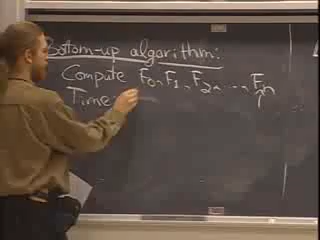 Bottom-up algorithm:
Compute F₀, F₁, F₂, ..., Fₙ
Time: